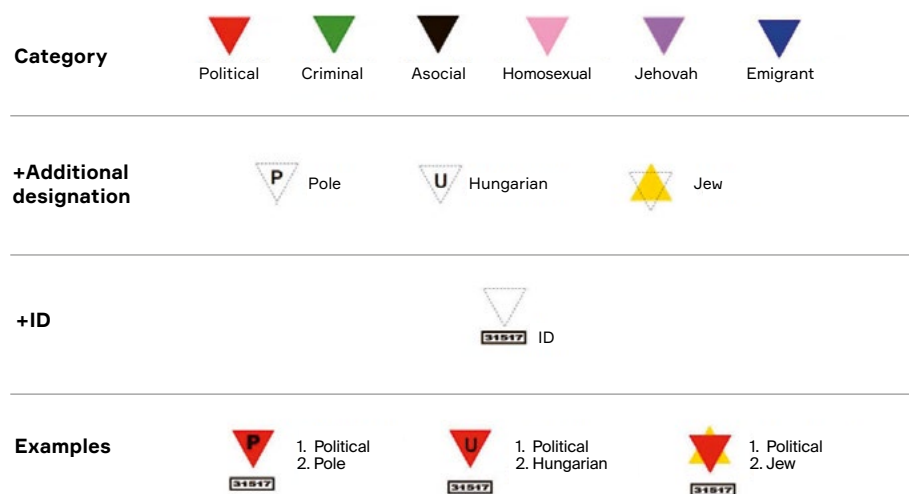 Category
Political
Criminal
Asocial
Homosexual
Jehovah
Emigrant
+Additional
designation
P
Pole
U
Hungarian
Jew
+ID
31517
ID
Examples
P
1. Political
2. Pole
31517
U
1. Political
2. Hungarian
31517
1. Political
2. Jew
31517